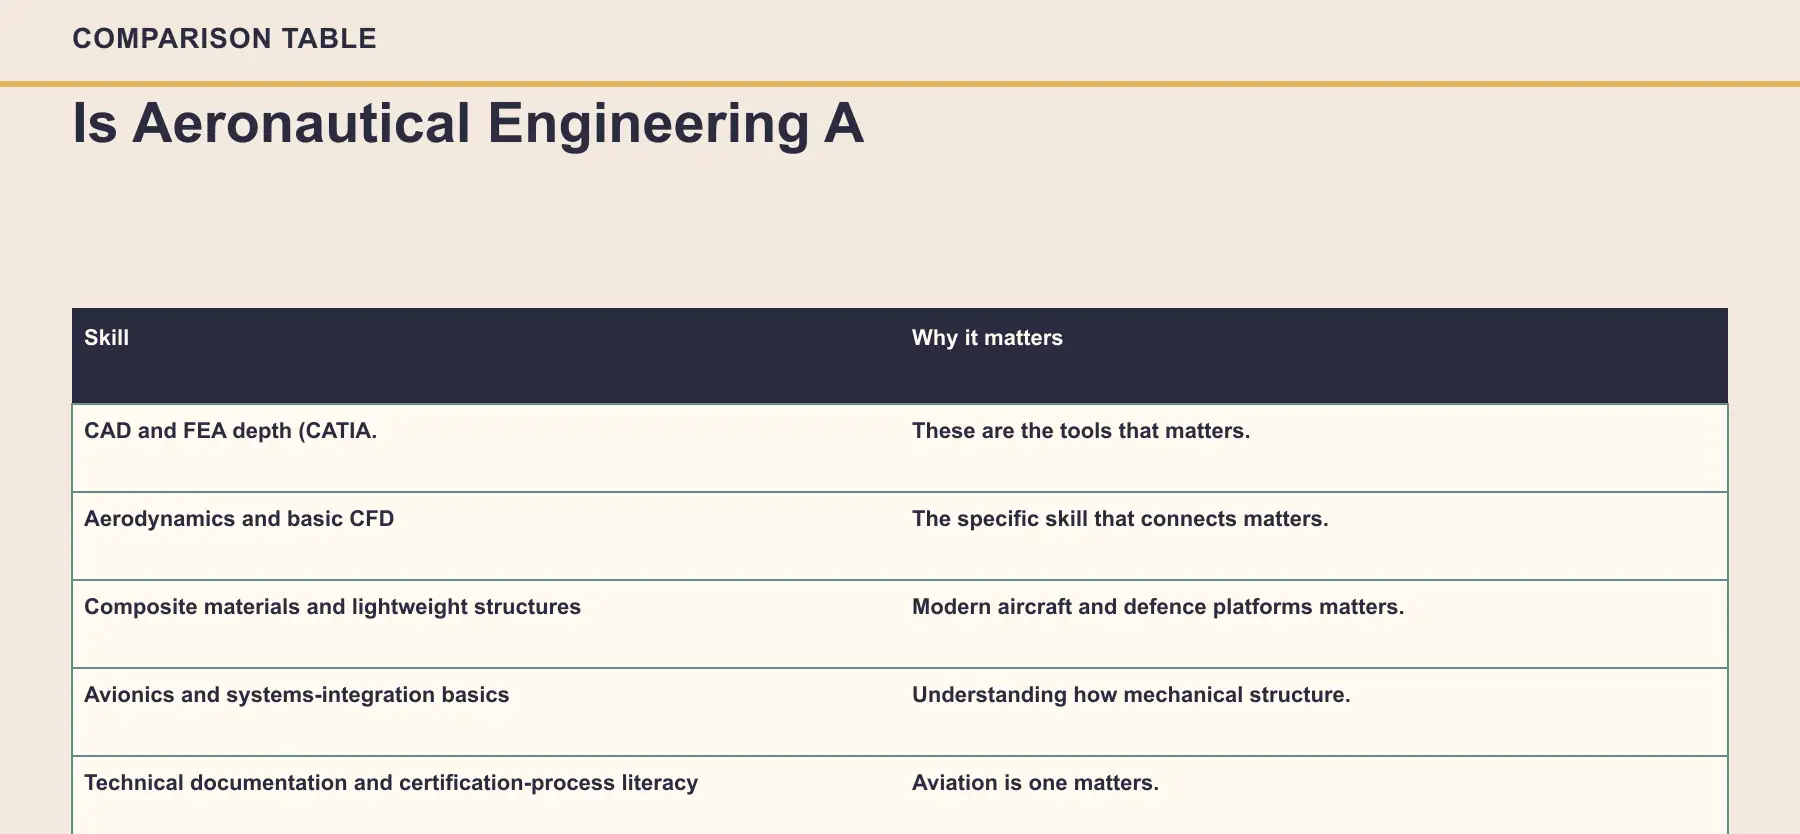 COMPARISON TABLE
Is Aeronautical Engineering A
Skill Why it matters
CAD and FEA depth (CATIA. These are the tools that matters.
Aerodynamics and basic CFD The specific skill that connects matters.
Composite materials and lightweight structures Modern aircraft and defence platforms matters.
Avionics and systems-integration basics Understanding how mechanical structure.
Technical documentation and certification-process literacy Aviation is one matters.